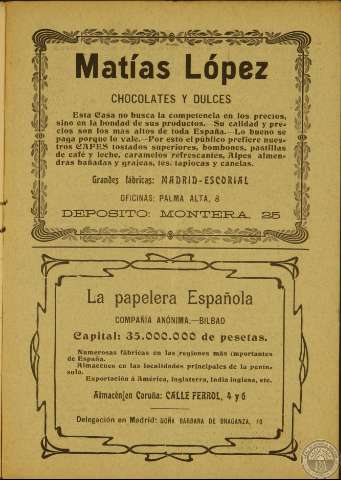 Matías López
CHOCOLATES Y DULCES
Esta Casa no busca la competencia en los precios,
sino en la bondad de sus productos.—Su calidad y pre-
cios son los mas altos de toda España.—Lo bueno se
paga porque lo vale.—Por esto el público prefiere nues-
tros CAFES tostados superiores, bombones, pastillas
de café y leche, caramelos refrescantes, Alpes almen-
dras bañadas y grajeas, tes, tapiocas y canelas.
Grandes fábricas: MADRID-ESCORIAL
OFICINAS: PALMA ALTA, 8
DEPOSITO: MONTERA, 25
La papelera Española
COMPAÑÍA ANÓNIMA.—BILBAO
Capital: 35.000.000 de pesetas.
Numerosas fábricas en las regiones más importantes
de España.
Almacenes en las localidades principales de la penín-
sula.
Exportación á América, Inglaterra, India inglesa, etc.
Almacén en Coruña: CALLE FERROL, 4 y 6
Delegación en Madrid: DOÑA BARBARA DE BRAGANZA, 10